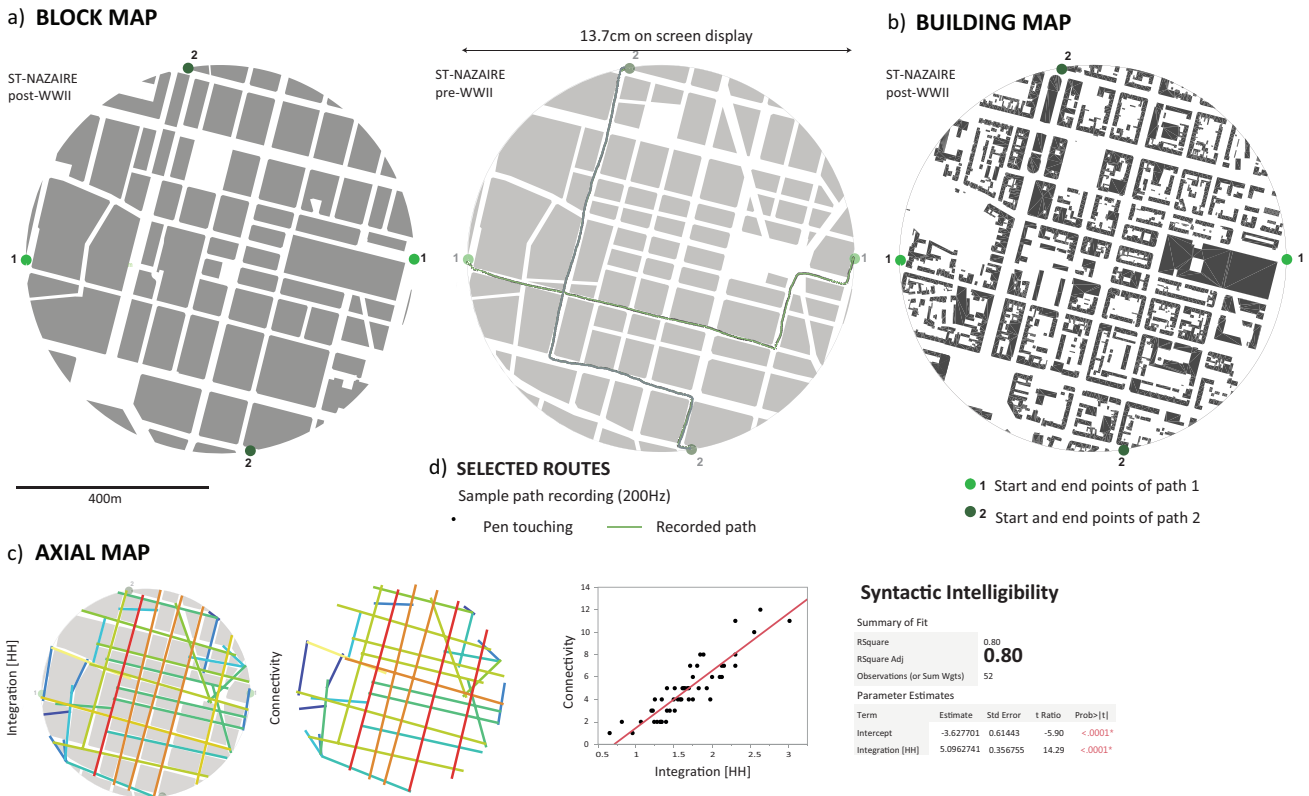 a) BLOCK MAP
ST-NAZAIRE
post-WWII
2
1
1
2
400m
13.7cm on screen display
ST-NAZAIRE
pre-WWII
2
1
1
2
b) BUILDING MAP
ST-NAZAIRE
post-WWII
2
1
1
2
d) SELECTED ROUTES
Sample path recording (200Hz)
Pen touching
Recorded path
1 Start and end points of path 1
2 Start and end points of path 2
c) AXIAL MAP
Integration [HH]
2
1
1
Connectivity
Connectivity
14
12
10
8
6
4
2
0
0.5 1 1.5 2 2.5 3
Integration [HH]
Syntactic Intelligibility
Summary of Fit
RSquare 0.80
RSquare Adj 0.80
Observations (or Sum Wgts) 52
Parameter Estimates
Term Estimate Std Error t Ratio Prob>|t|
Intercept -3.627701 0.61443 -5.90 <.0001*
Integration [HH] 5.0962741 0.356755 14.29 <.0001*